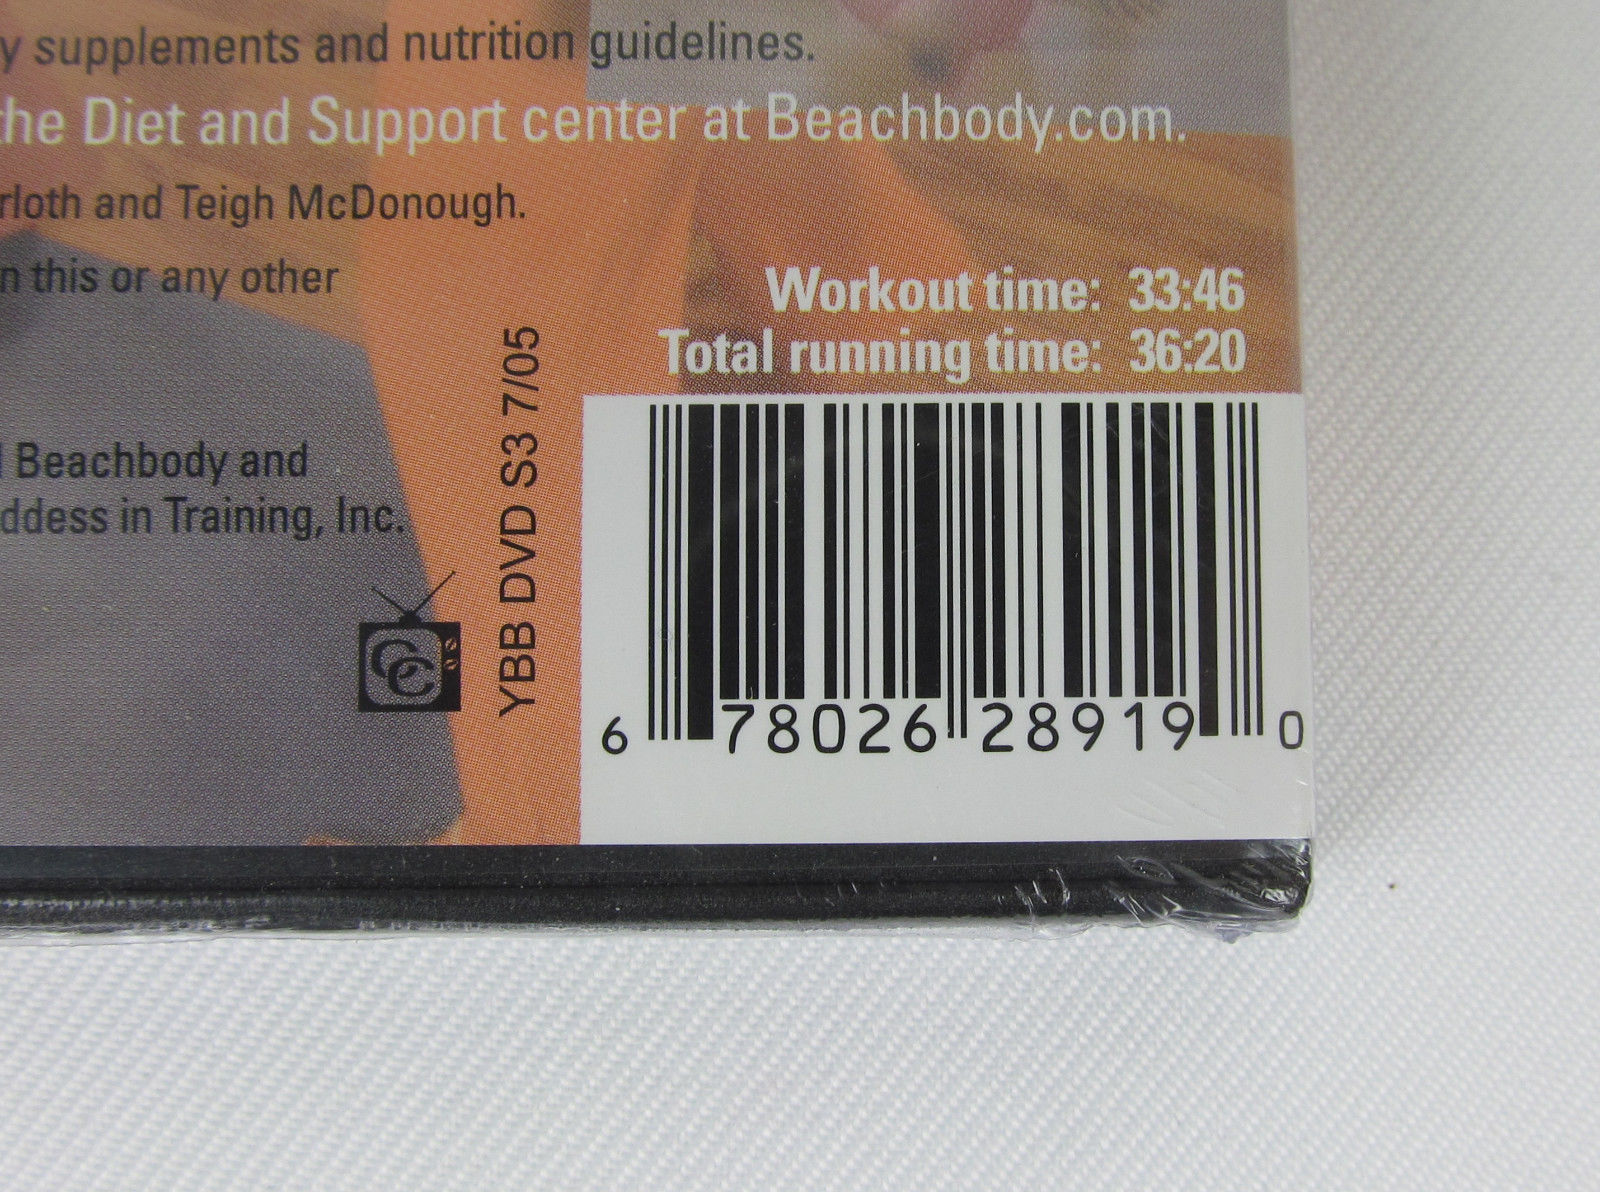 y supplements and nutrition guidelines.
the Diet and Support center at Beachbody.com.
rloth and Teigh McDonough.
n this or any other
Workout time: 33:46
Total running time: 36:20
Beachbody and
ddess in Training, Inc.
CC
YBB DVD S3 7/05
6 78026 28919 0